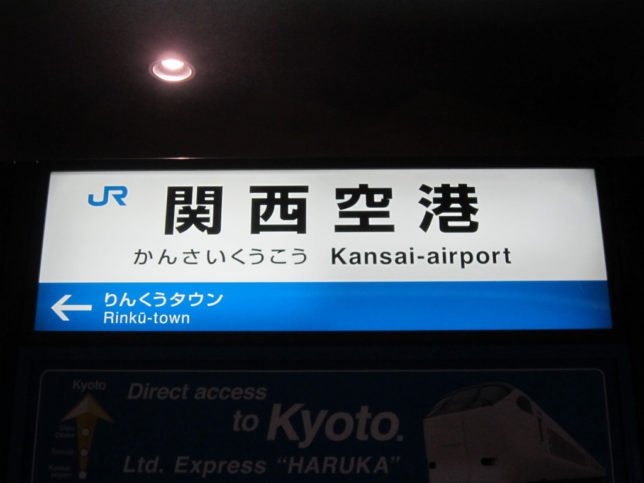 JR 関西空港
かんさいくうこう Kansai-airport
← りんくうタウン
Rinkū-town
Kyoto
Direct access
to Kyoto.
Ltd. Express "HARUKA"